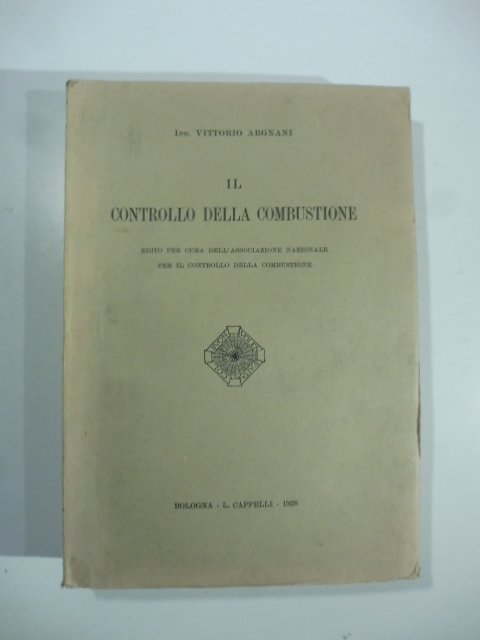 Ing. VITTORIO ARGNANI
IL
CONTROLLO DELLA COMBUSTIONE
EDITO PER CURA DELL'ASSOCIAZIONE NAZIONALE
PER IL CONTROLLO DELLA COMBUSTIONE
BOLOGNA - L. CAPPELLI - 1928